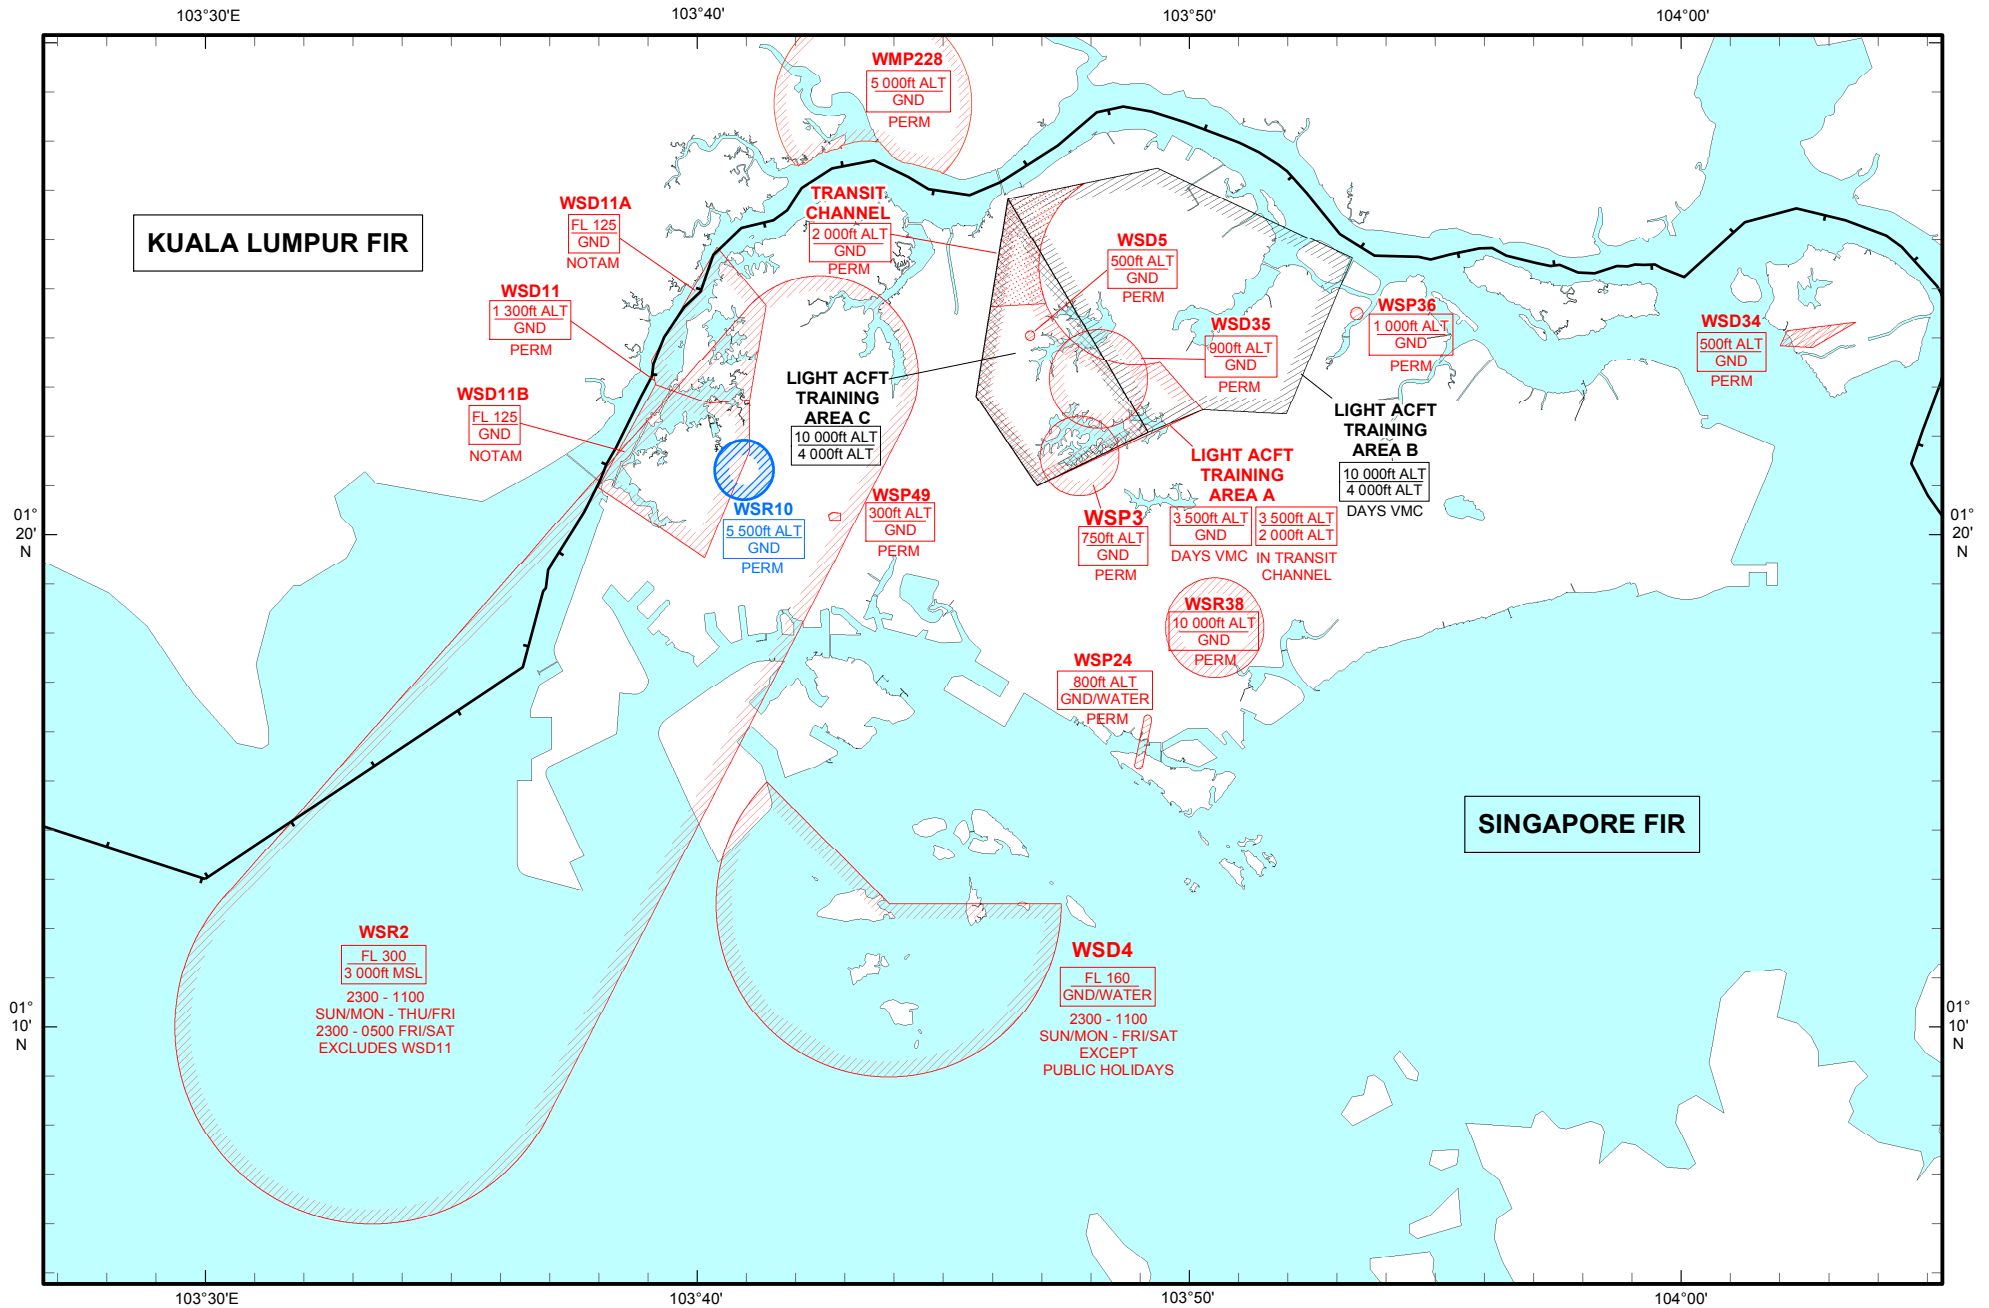 103°30'E
103°40'
103°50'
104°00'
WMP228
5 000ft ALT
GND
PERM
KUALA LUMPUR FIR
WSD11A
FL 125
GND
NOTAM
TRANSIT
CHANNEL
2 000ft ALT
GND
PERM
WSD5
500ft ALT
GND
PERM
WSD11
1 300ft ALT
GND
PERM
WSD35
900ft ALT
GND
PERM
WSP36
1 000ft ALT
GND
PERM
WSD34
500ft ALT
GND
PERM
WSD11B
FL 125
GND
NOTAM
LIGHT ACFT
TRAINING
AREA C
10 000ft ALT
4 000ft ALT
LIGHT ACFT
TRAINING
AREA B
10 000ft ALT
4 000ft ALT
DAYS VMC
LIGHT ACFT
TRAINING
AREA A
3 500ft ALT
GND
DAYS VMC
3 500ft ALT
2 000ft ALT
IN TRANSIT
CHANNEL
WSR10
5 500ft ALT
GND
PERM
WSP49
300ft ALT
GND
PERM
WSP3
750ft ALT
GND
PERM
01°
20'
N
01°
20'
N
WSR38
10 000ft ALT
GND
PERM
WSP24
800ft ALT
GND/WATER
PERM
SINGAPORE FIR
WSR2
FL 300
3 000ft MSL
2300 - 1100
SUN/MON - THU/FRI
2300 - 0500 FRI/SAT
EXCLUDES WSD11
WSD4
FL 160
GND/WATER
2300 - 1100
SUN/MON - FRI/SAT
EXCEPT
PUBLIC HOLIDAYS
01°
10'
N
01°
10'
N
103°30'E
103°40'
103°50'
104°00'